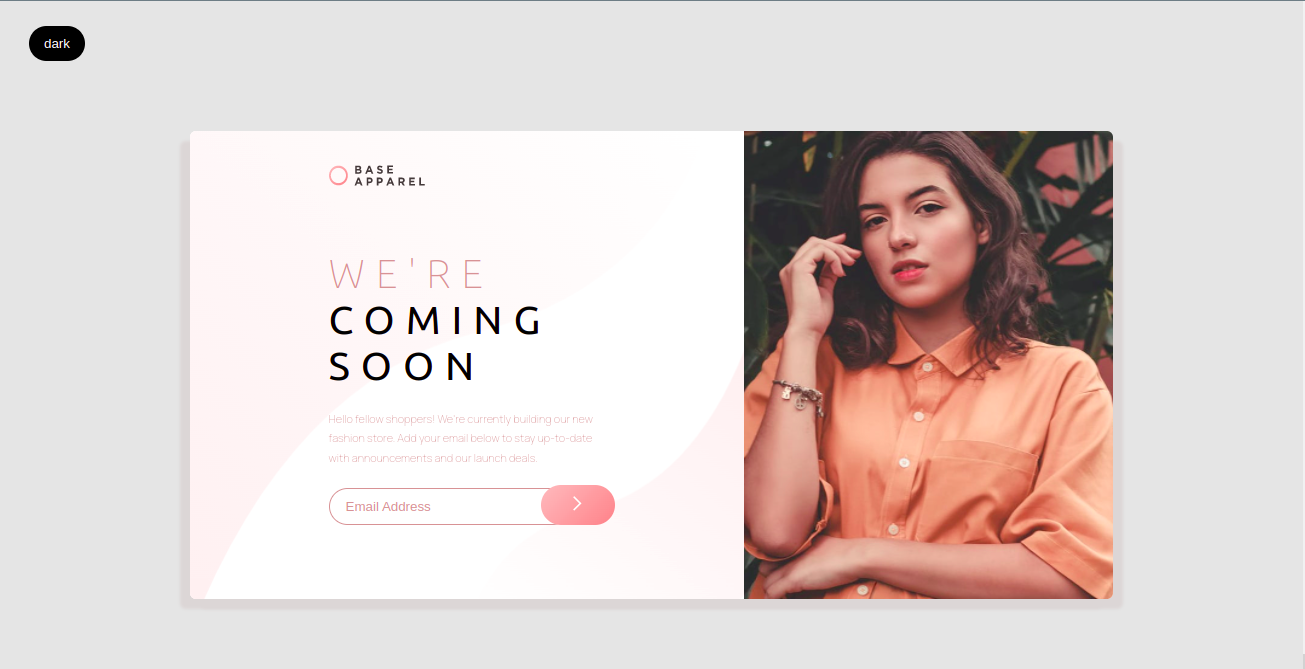 dark
BASE
APPAREL
WE'RE
COMING
SOON
Hello fellow shoppers! We're currently building our new
fashion store. Add your email below to stay up-to-date
with announcements and our launch deals.
Email Address